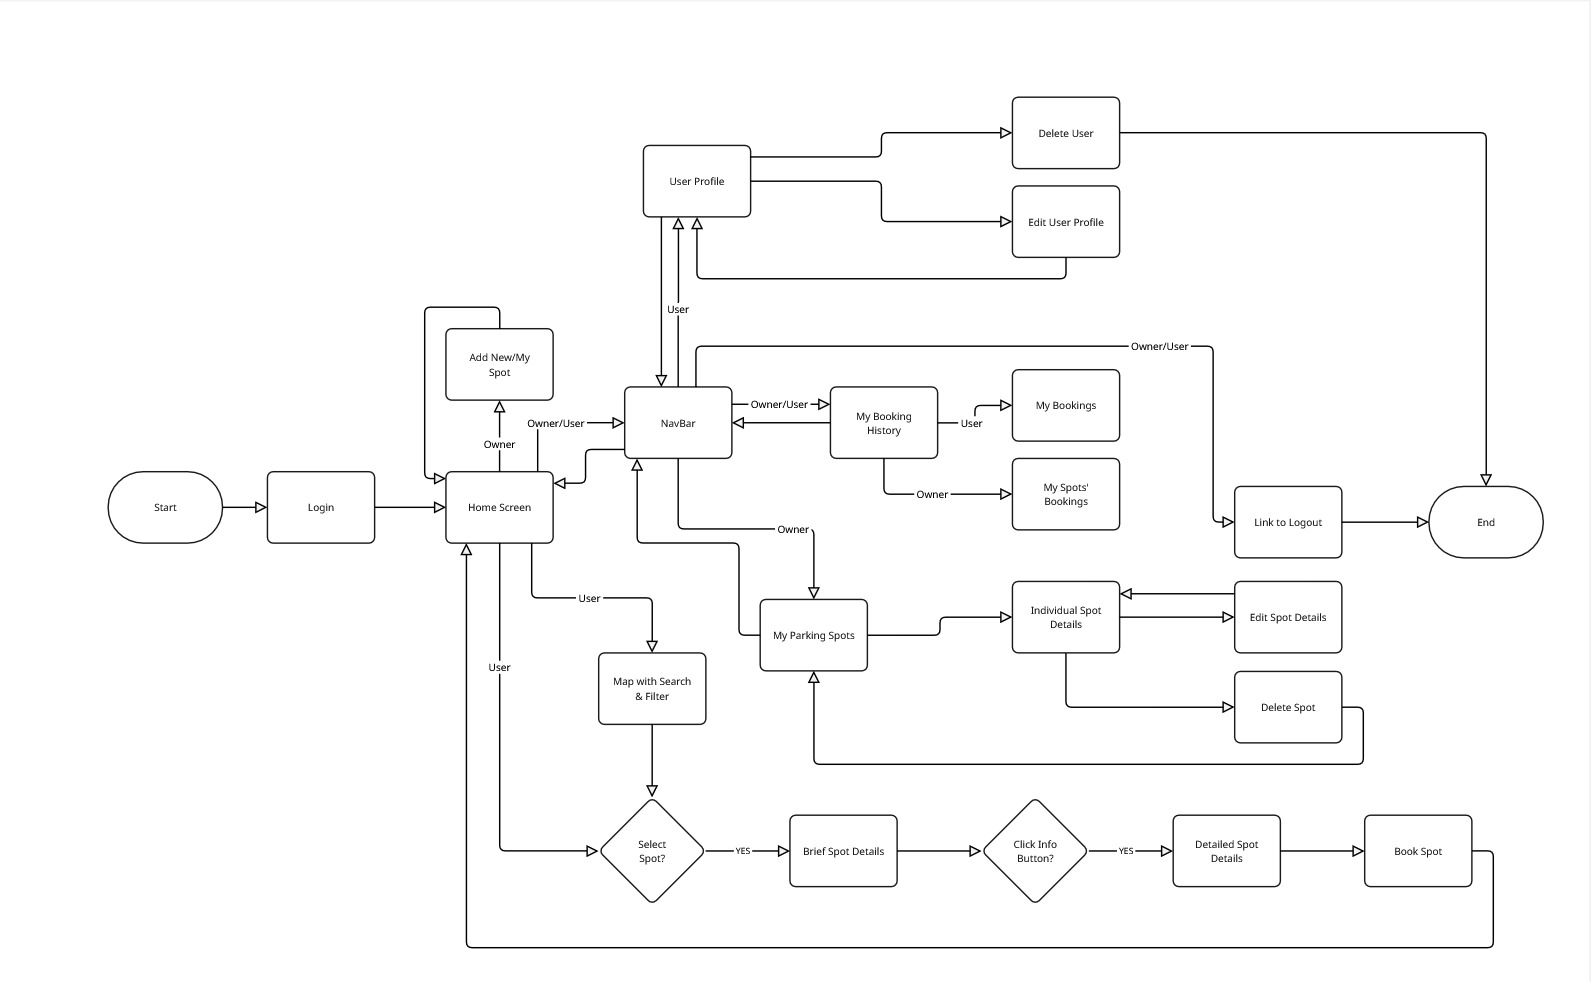 Delete User
User Profile
Edit User Profile
User
Owner/User
Add New/My
Spot
My Bookings
Owner/User
Owner/User
NavBar
My Booking
History
User
Owner
My Spots'
Bookings
Owner
Start
Login
Home Screen
Link to Logout
End
Owner
User
Individual Spot
Details
Edit Spot Details
My Parking Spots
User
Map with Search
& Filter
Delete Spot
Select
Spot?
YES
Brief Spot Details
Click Info
Button?
YES
Detailed Spot
Details
Book Spot